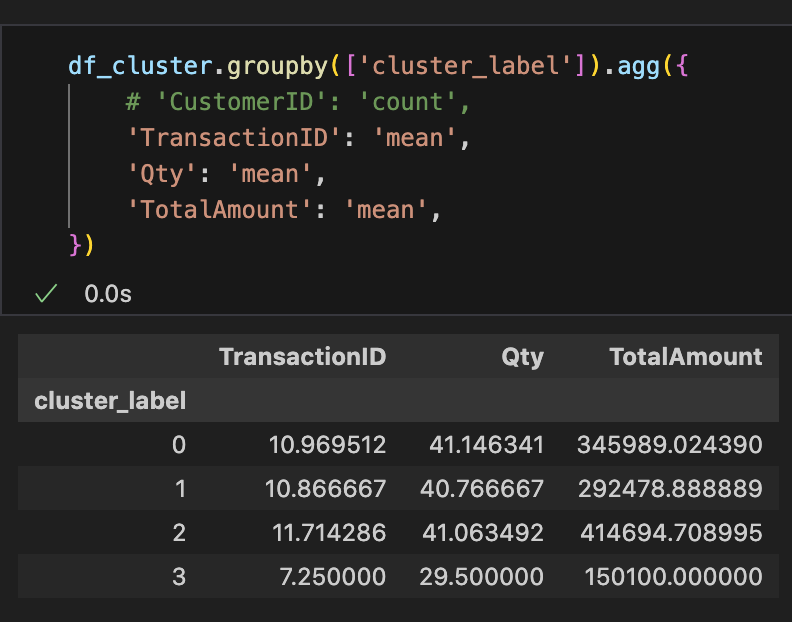 df_cluster.groupby(['cluster_label']).agg({
    # 'CustomerID': 'count',
    'TransactionID': 'mean',
    'Qty': 'mean',
    'TotalAmount': 'mean',
})
0.0s
TransactionID Qty TotalAmount
cluster_label
0 10.969512 41.146341 345989.024390
1 10.866667 40.766667 292478.888889
2 11.714286 41.063492 414694.708995
3 7.250000 29.500000 150100.000000